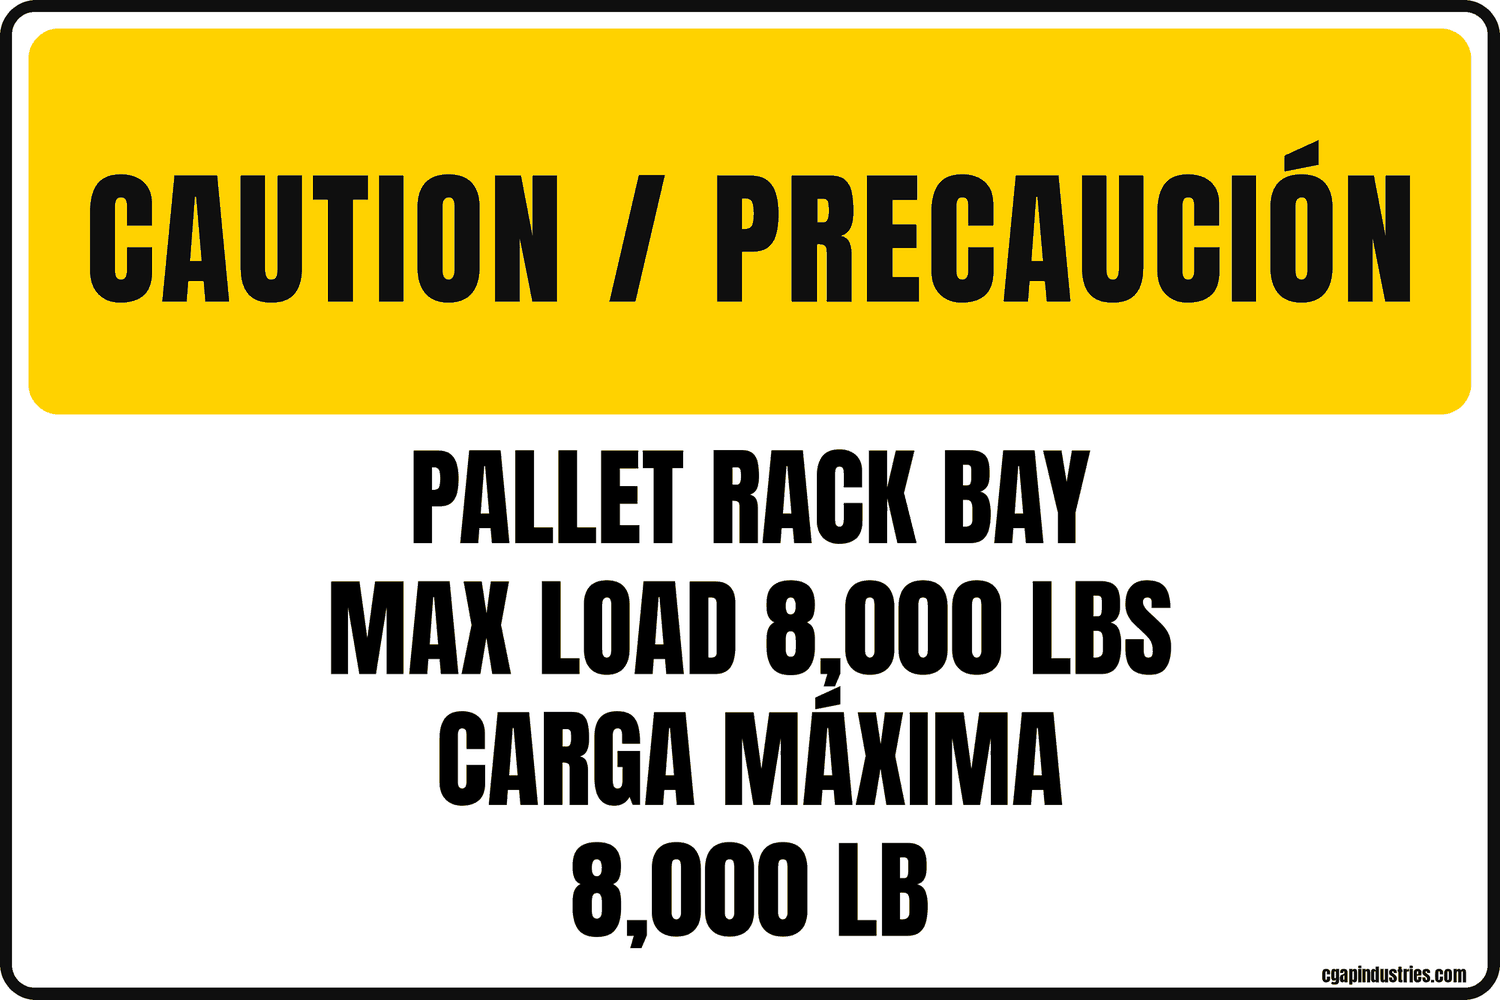 CAUTION / PRECAUCIÓN
PALLET RACK BAY
MAX LOAD 8,000 LBS
CARGA MÁXIMA
8,000 LB
cgapindustries.com